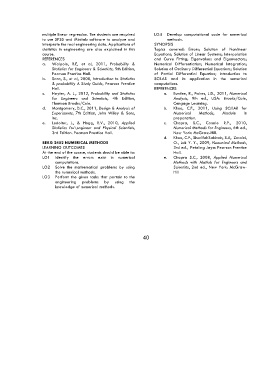 multiple linear regression. The students are required
to use SPSS and Minitab software to analyze and
interpret the real engineering data. Applications of
statistics in engineering are also explained in this
course.
REFERENCES
a. Walpole, R.E, et al, 2011, Probability &
Statistics for Engineers & Scientists, 9th Edition,
Pearson Prentice Hall.
b. Ross, S., et al, 2008, Introduction to Statistics
& probability A Study Guide, Pearson Prentice
Hall.
c. Hayter, A. J., 2012, Probability and Statistics
for Engineers and Scientists, 4th Edition,
Thomson Brooks/Cole.
d. Montgomery, D.C., 2011, Design & Analysis of
Experiments, 7th Edition, John Wiley & Sons,
Inc.
e. Ledolter, J., & Hogg, R.V., 2010, Applied
Statistics for Engineers and Physical Scientists,
3rd Edition, Pearson Prentice Hall.
NUMERICAL METHODS
LEARNING OUTCOMES
At the end of the course, students should be able to:
LO1 Identify the errors exist in numerical
computations.
LO2 Solve the mathematical problems by using
the numerical methods.
LO3 Perform the given tasks pertain to the
engineering problems by using the
knowledge of numerical methods.
LO4 Develop computational code for numerical
methods.
SYNOPSIS
Topics covered: Errors, Solution of Nonlinear
Equations, Solution of Linear Systems, Interpolation
and Curve Fitting, Eigenvalues and Eigenvectors,
Numerical Differentiation, Numerical Integration,
Solution of Ordinary Differential Equations, Solution
of Partial Differential Equation, Introduction to
SCILAB and its application in the numerical
computations
REFERENCES
a. Burden, R., Faires, J.D., 2011, Numerical
Analysis, 9th ed., USA: Brooks/Cole,
Cengage Learning.
b. Khoo, C.F., 2011, Using SCILAB for
Numerical Methods, Module in
preparation.
c. Chapra, S.C., Canale, R.P., 2010,
Numerical Methods for Engineers, 6th ed.,
New York: McGraw-Hill.
2nd ed., Petaling Jaya: Pearson Prentice
Hall.
e. Chapra S.C., 2008, Applied Numerical
Methods with Matlab for Engineers and
Scientists, 2nd ed., New York: McGraw-
Hill
40